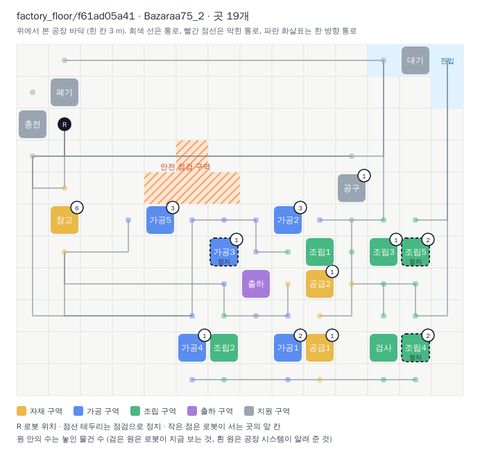 factory_floor/f61ad05a41 · Bazaraa75_2 · 곳 19개
위에서 본 공장 바닥 (한 칸 3 m). 회색 선은 통로, 빨간 점선은 막힌 통로, 파란 화살표는 한 방향 통로
대기 진입
폐기
충전 R
안전 점검 구역
공구 1
창고 6 가공5 3 가공2 3
가공3 1 정지 조립1 조립3 1 조립5 2 정지
출하 공급2 1
가공4 1 조립2 가공1 2 공급1 1 검사 조립4 2 정지
자재 구역 가공 구역 조립 구역 출하 구역 지원 구역
R 로봇 위치 · 점선 테두리는 점검으로 정지 · 작은 점은 로봇이 서는 곳의 앞 칸
원 안의 수는 놓인 물건 수 (검은 원은 로봇이 지금 보는 것, 흰 원은 공장 시스템이 알려 준 것)